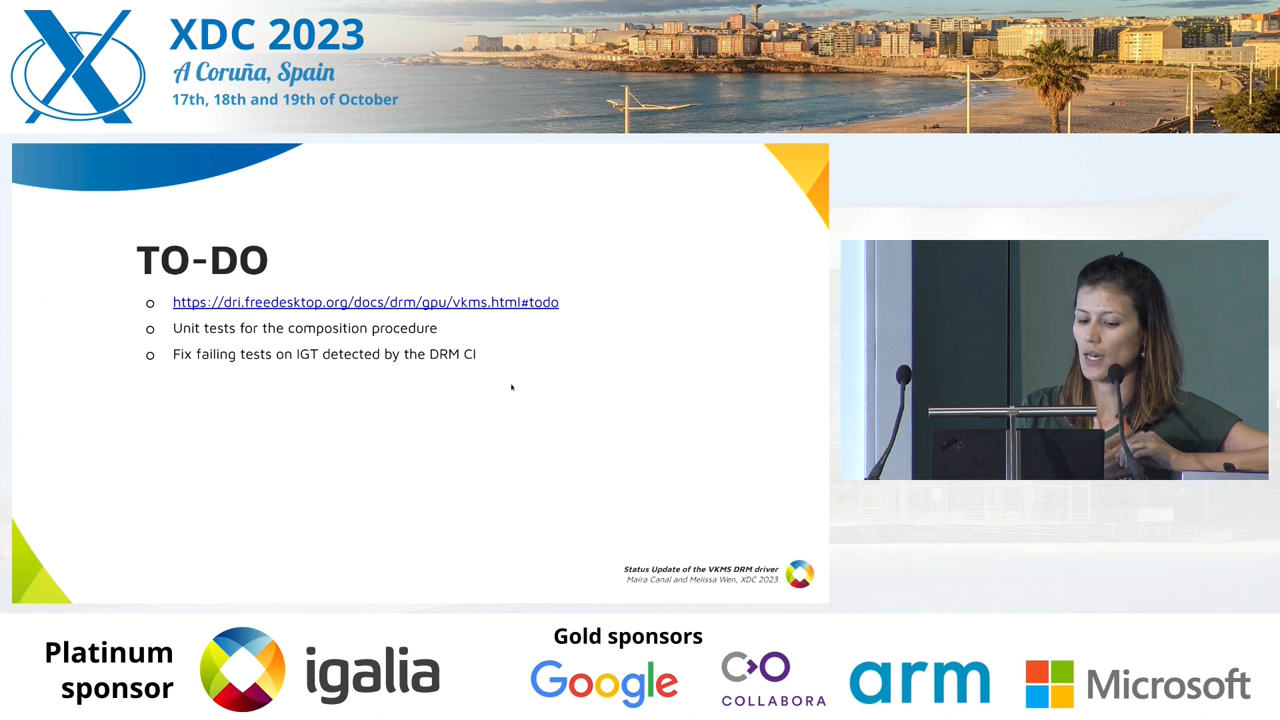 XDC 2023
A Coruña, Spain
17th, 18th and 19th of October
TO-DO
https://dri.freedesktop.org/docs/drm/gpu/vkms.html#todo
Unit tests for the composition procedure
Fix failing tests on IGT detected by the DRM CI
Status Update of the VKMS DRM driver
Maíra Canal and Melissa Wen, XDC 2023
Platinum
sponsor
igalia
Gold sponsors
Google
COLLABORA
arm
Microsoft